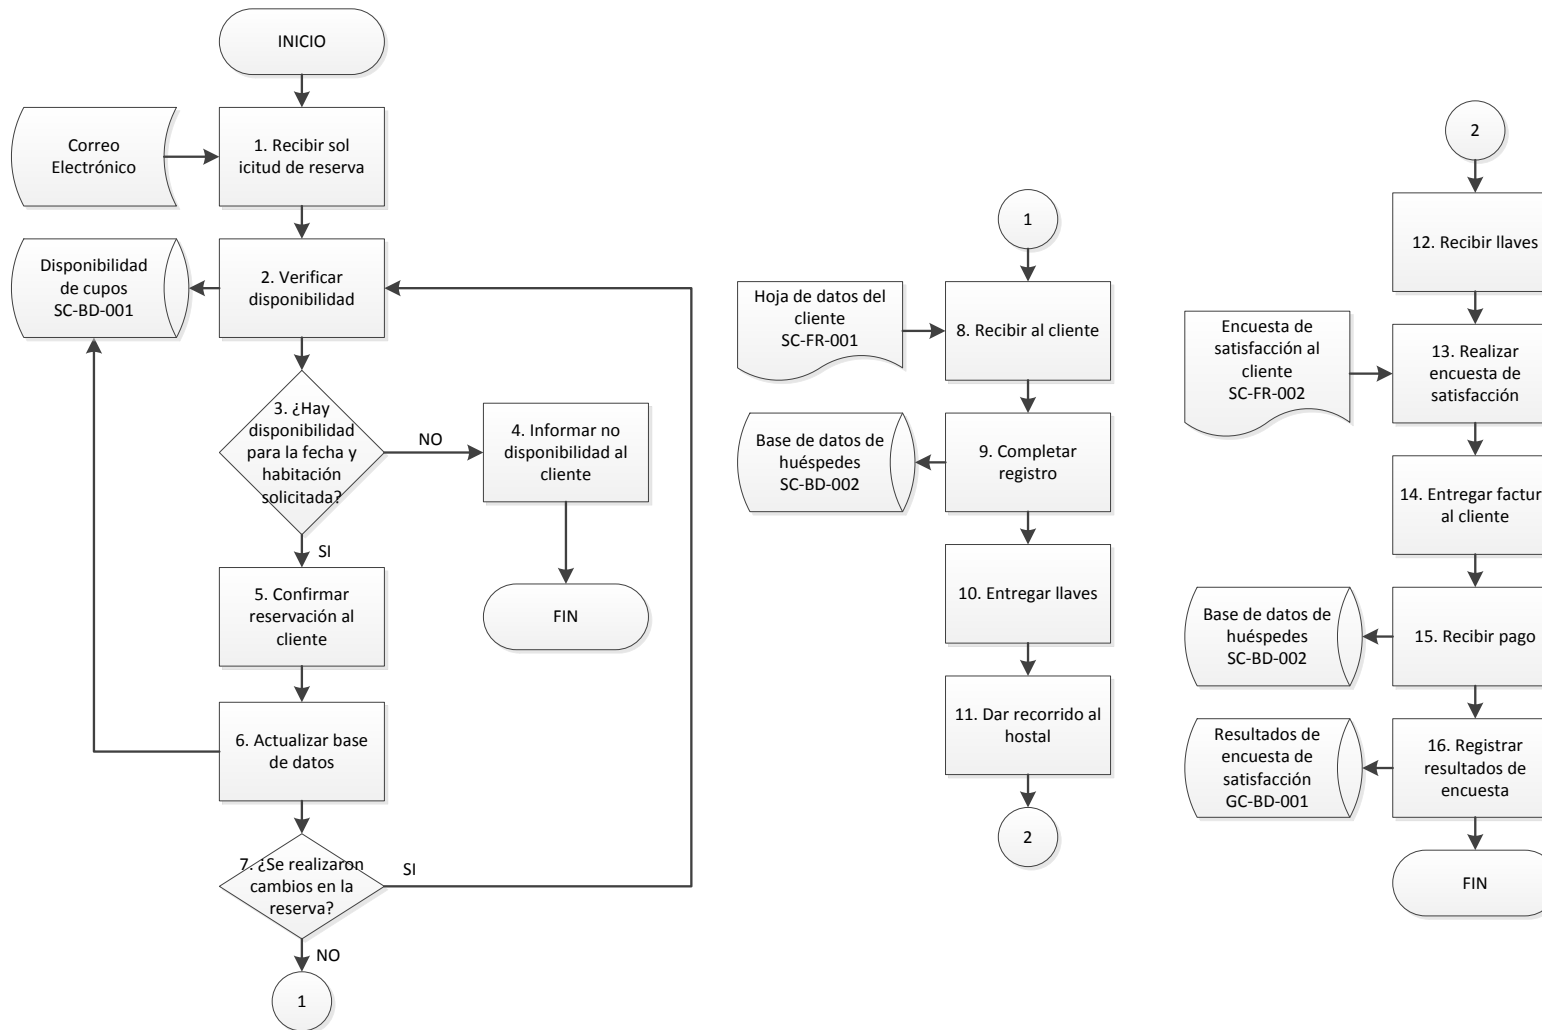 INICIO
Correo
Electrónico
1. Recibir sol
icitud de reserva
Disponibilidad
de cupos
SC-BD-001
2. Verificar
disponibilidad
3. ¿Hay
disponibilidad
para la fecha y
habitación
solicitada?
NO
4. Informar no
disponibilidad al
cliente
SI
FIN
5. Confirmar
reservación al
cliente
6. Actualizar base
de datos
7. ¿Se realizaron
cambios en la
reserva?
SI
NO
1
1
Hoja de datos del
cliente
SC-FR-001
8. Recibir al cliente
Base de datos de
huéspedes
SC-BD-002
9. Completar
registro
10. Entregar llaves
11. Dar recorrido al
hostal
2
2
12. Recibir llaves
Encuesta de
satisfacción al
cliente
SC-FR-002
13. Realizar
encuesta de
satisfacción
14. Entregar factur
al cliente
Base de datos de
huéspedes
SC-BD-002
15. Recibir pago
Resultados de
encuesta de
satisfacción
GC-BD-001
16. Registrar
resultados de
encuesta
FIN